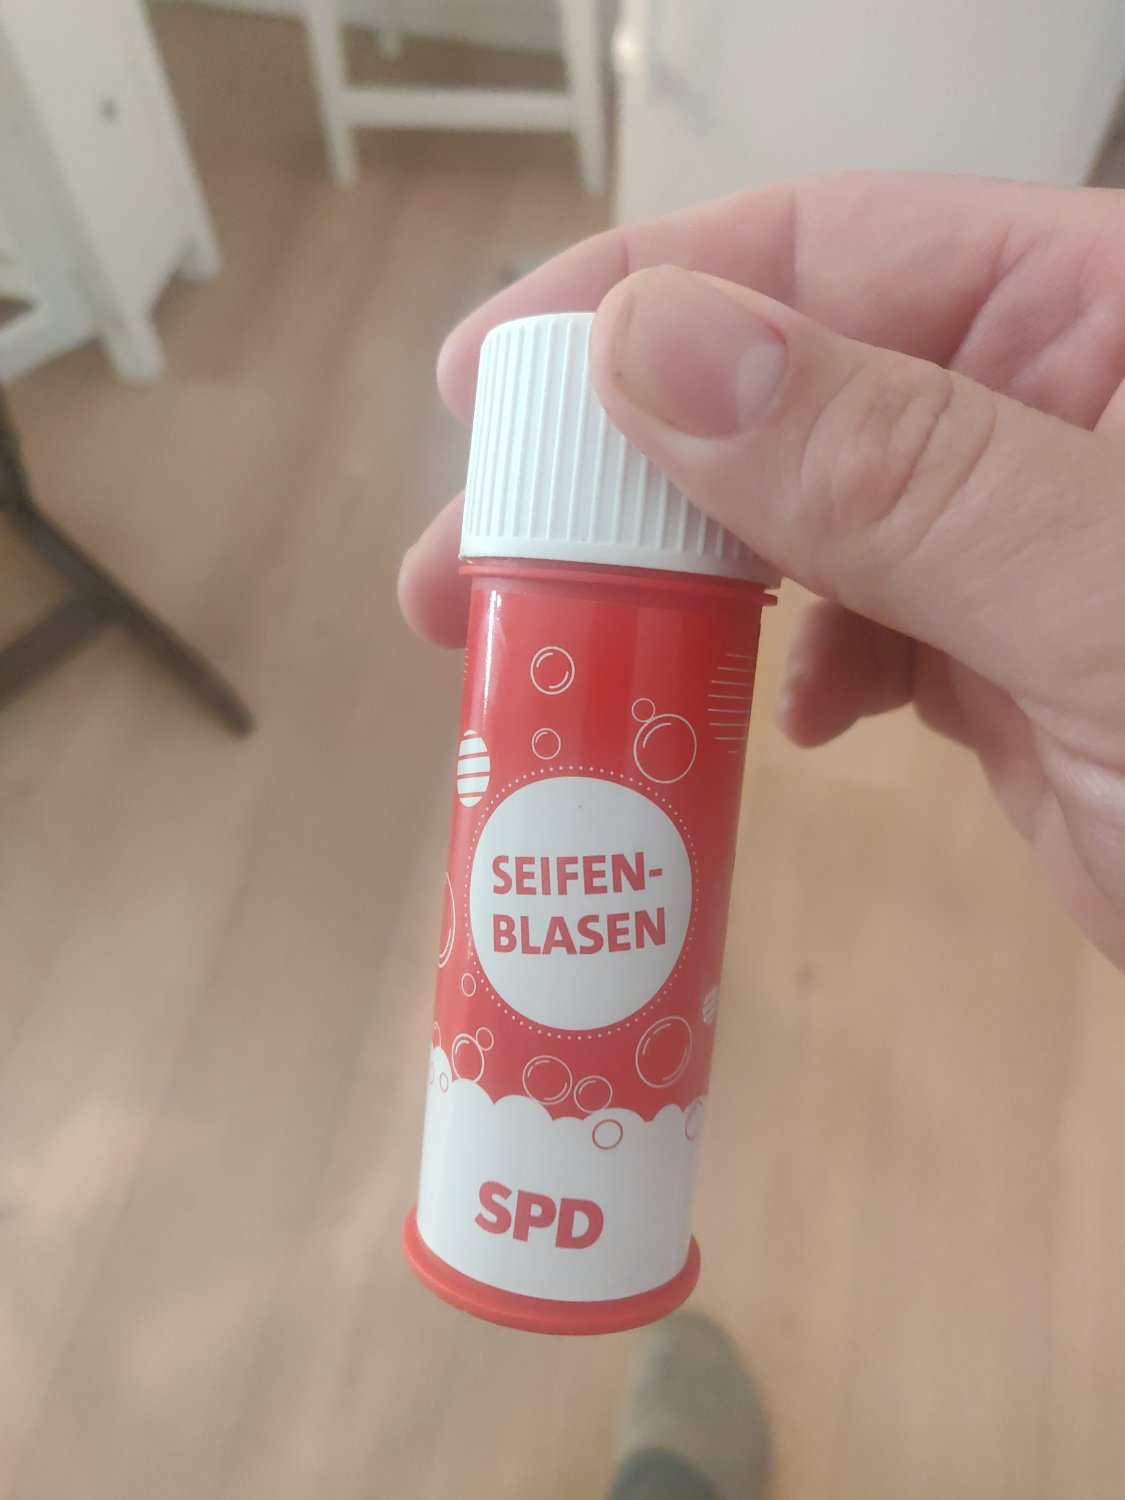 SEIFEN-
BLASEN
SPD